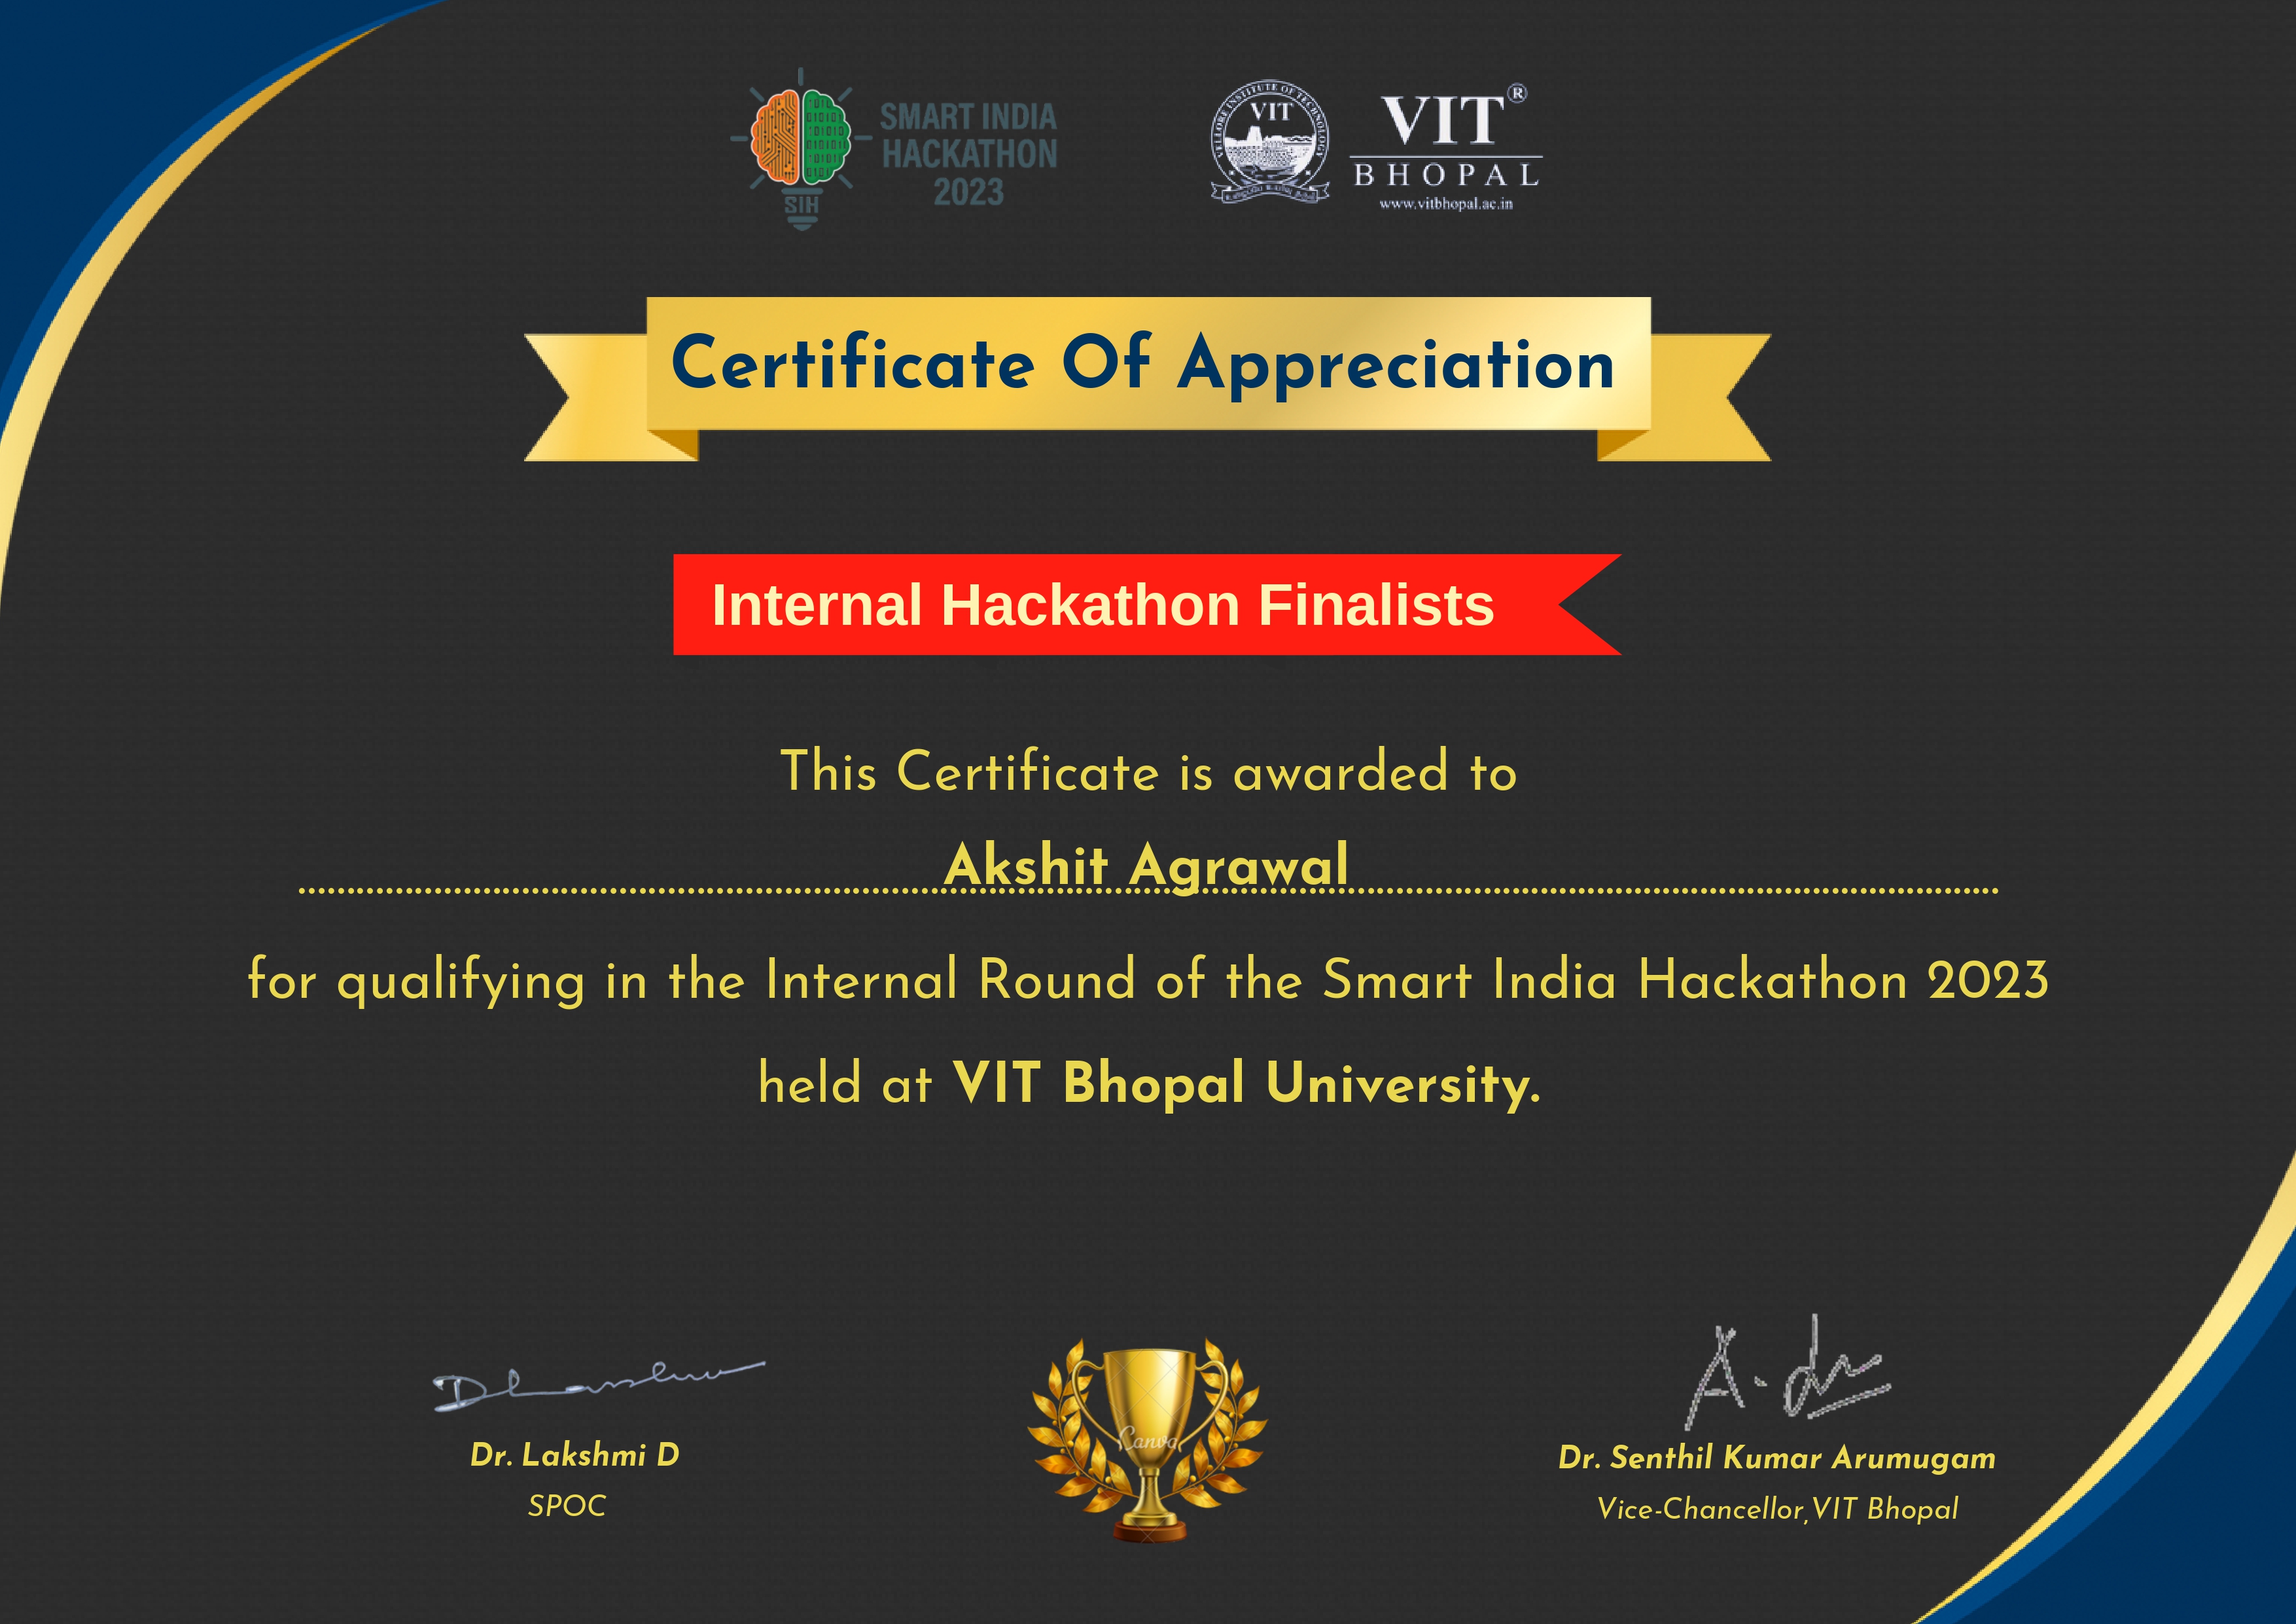 SMART INDIA
HACKATHON
2023
SIH
VELLORE INSTITUTE OF TECHNOLOGY
VIT
VIT®
BHOPAL
www.vitbhopal.ac.in
Certificate Of Appreciation
Internal Hackathon Finalists
This Certificate is awarded to
Akshit Agrawal
for qualifying in the Internal Round of the Smart India Hackathon 2023
held at VIT Bhopal University.
Canva
Dr. Lakshmi D
SPOC
Dr. Senthil Kumar Arumugam
Vice-Chancellor,VIT Bhopal